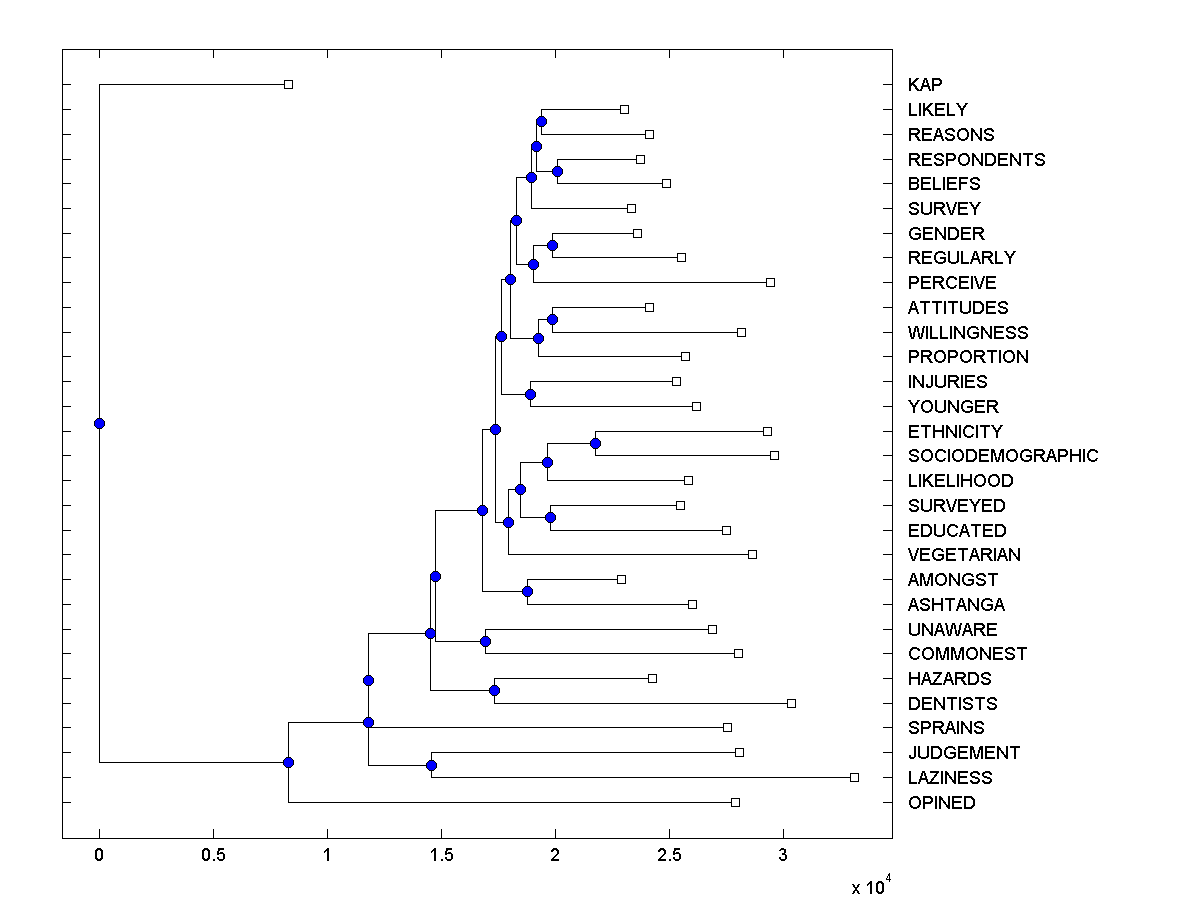 KAP
LIKELY
REASONS
RESPONDENTS
BELIEFS
SURVEY
GENDER
REGULARLY
PERCEIVE
ATTITUDES
WILLINGNESS
PROPORTION
INJURIES
YOUNGER
ETHNICITY
SOCIODEMOGRAPHIC
LIKELIHOOD
SURVEYED
EDUCATED
VEGETARIAN
AMONGST
ASHTANGA
UNAWARE
COMMONEST
HAZARDS
DENTISTS
SPRAINS
JUDGEMENT
LAZINESS
OPINED
0 0.5 1 1.5 2 2.5 3
x 10^4